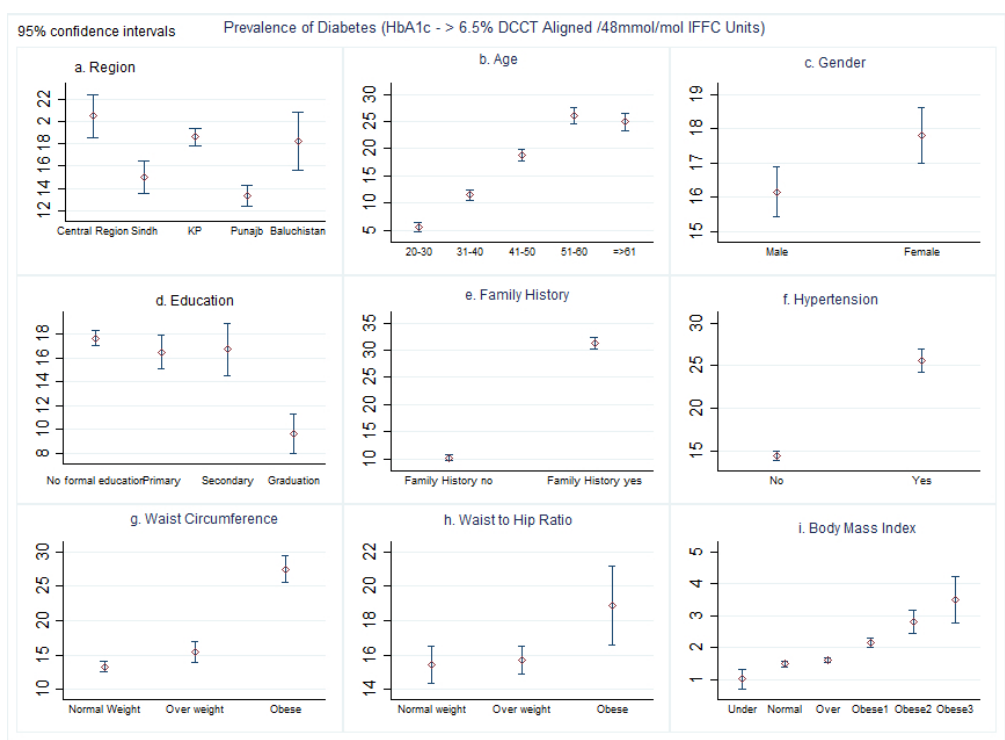 95% confidence intervals
Prevalence of Diabetes (HbA1c - > 6.5% DCCT Aligned /48mmol/mol IFFC Units)
a. Region
22
2
18
16
14
12
Central Region Sindh KP Punajb Baluchistan
b. Age
30
25
20
15
10
5
20-30 31-40 41-50 51-60 =>61
c. Gender
19
18
17
16
15
Male Female
d. Education
18
16
14
12
10
8
No formal education Primary Secondary Graduation
e. Family History
35
30
25
20
15
10
Family History no Family History yes
f. Hypertension
30
25
20
15
No Yes
g. Waist Circumference
30
25
20
15
10
Normal Weight Over weight Obese
h. Waist to Hip Ratio
22
20
18
16
14
Normal weight Over weight Obese
i. Body Mass Index
5
4
3
2
1
Under Normal Over Obese1 Obese2 Obese3